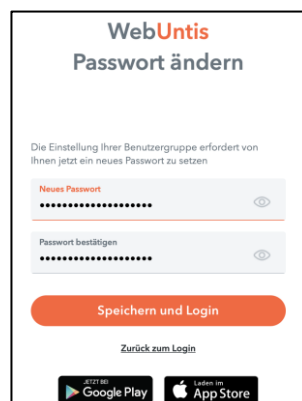 WebUntis
Passwort ändern
Die Einstellung Ihrer Benutzergruppe erfordert von
Ihnen jetzt ein neues Passwort zu setzen
Neues Passwort
••••••••••••••••••••
Passwort bestätigen
••••••••••••••••••••
Speichern und Login
Zurück zum Login
JETZT BEI
Google Play
Laden im
App Store